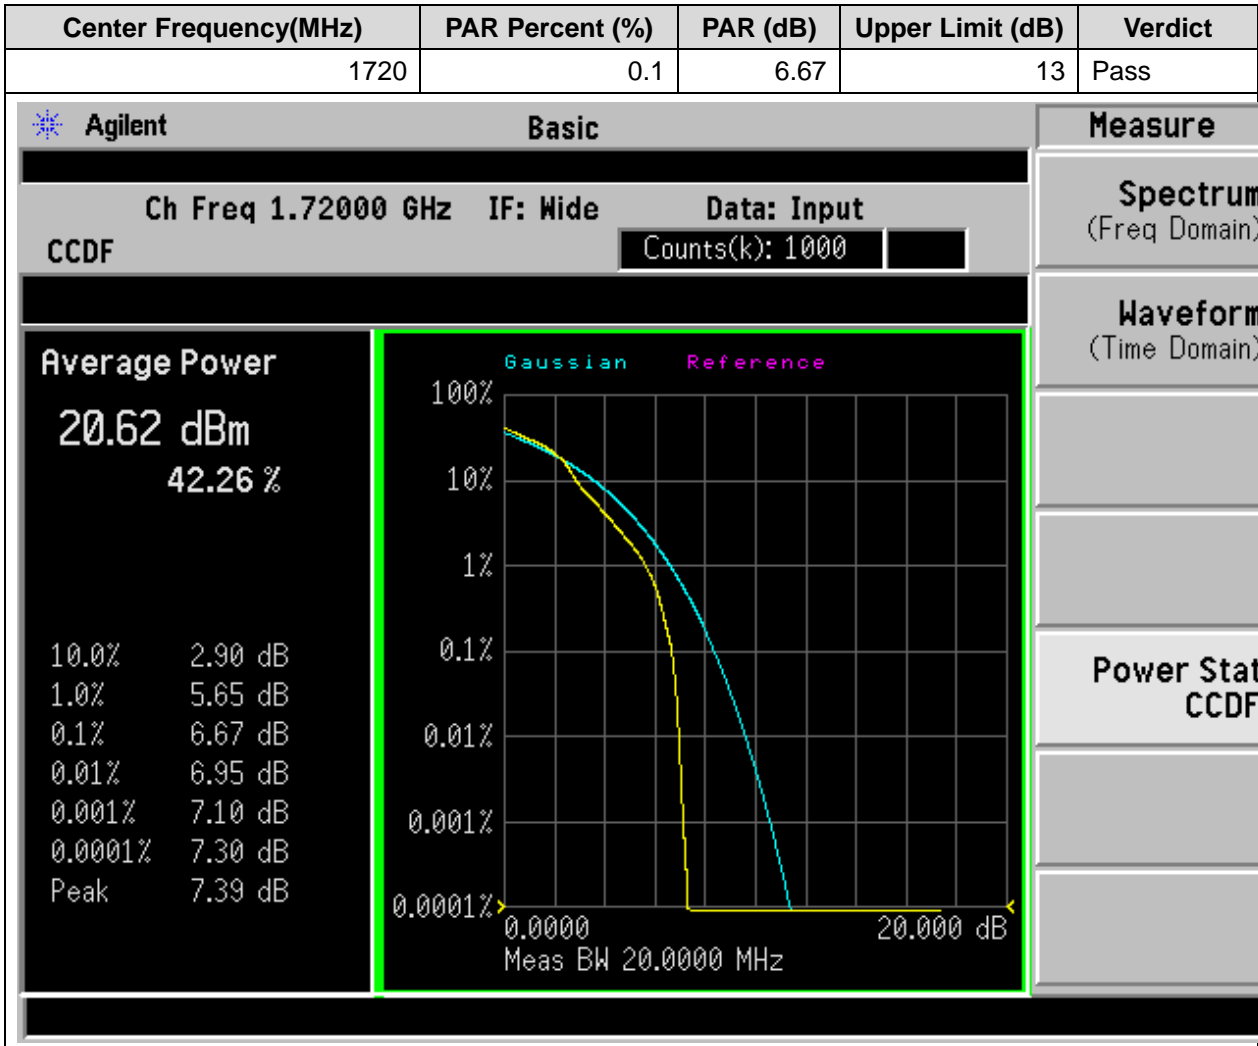 Center Frequency(MHz) PAR Percent (%) PAR (dB) Upper Limit (dB) Verdict
1720 0.1 6.67 13 Pass
Agilent Basic Measure
Ch Freq 1.72000 GHz IF: Wide Data: Input
CCDF Counts(k): 1000
Spectrum
(Freq Domain)
Waveform
(Time Domain)
Power Stat
CCDF
Average Power
20.62 dBm
42.26 %
10.0% 2.90 dB
1.0% 5.65 dB
0.1% 6.67 dB
0.01% 6.95 dB
0.001% 7.10 dB
0.0001% 7.30 dB
Peak 7.39 dB
Gaussian Reference
100%
10%
1%
0.1%
0.01%
0.001%
0.0001%
0.0000 20.000 dB
Meas BW 20.0000 MHz